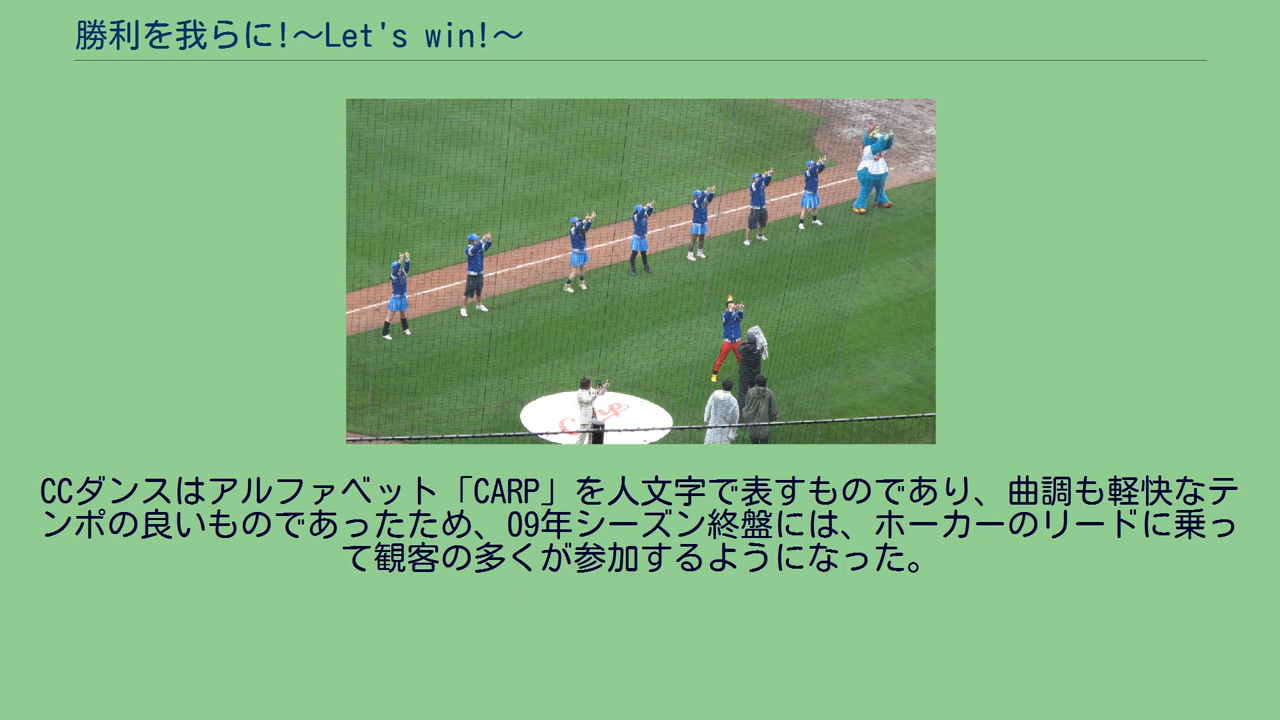 勝利を我らに!〜Let's win!〜
Carp
CCダンスはアルファベット「CARP」を人文字で表すものであり、曲調も軽快なテ
ンポの良いものであったため、09年シーズン終盤には、ホーカーのリードに乗っ
て観客の多くが参加するようになった。